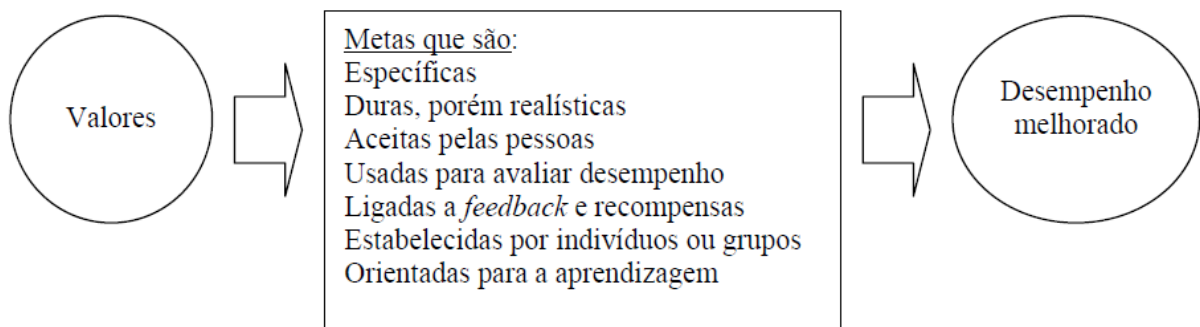 Valores
Metas que são:
Específicas
Duras, porém realísticas
Aceitas pelas pessoas
Usadas para avaliar desempenho
Ligadas a feedback e recompensas
Estabelecidas por indivíduos ou grupos
Orientadas para a aprendizagem
Desempenho
melhorado